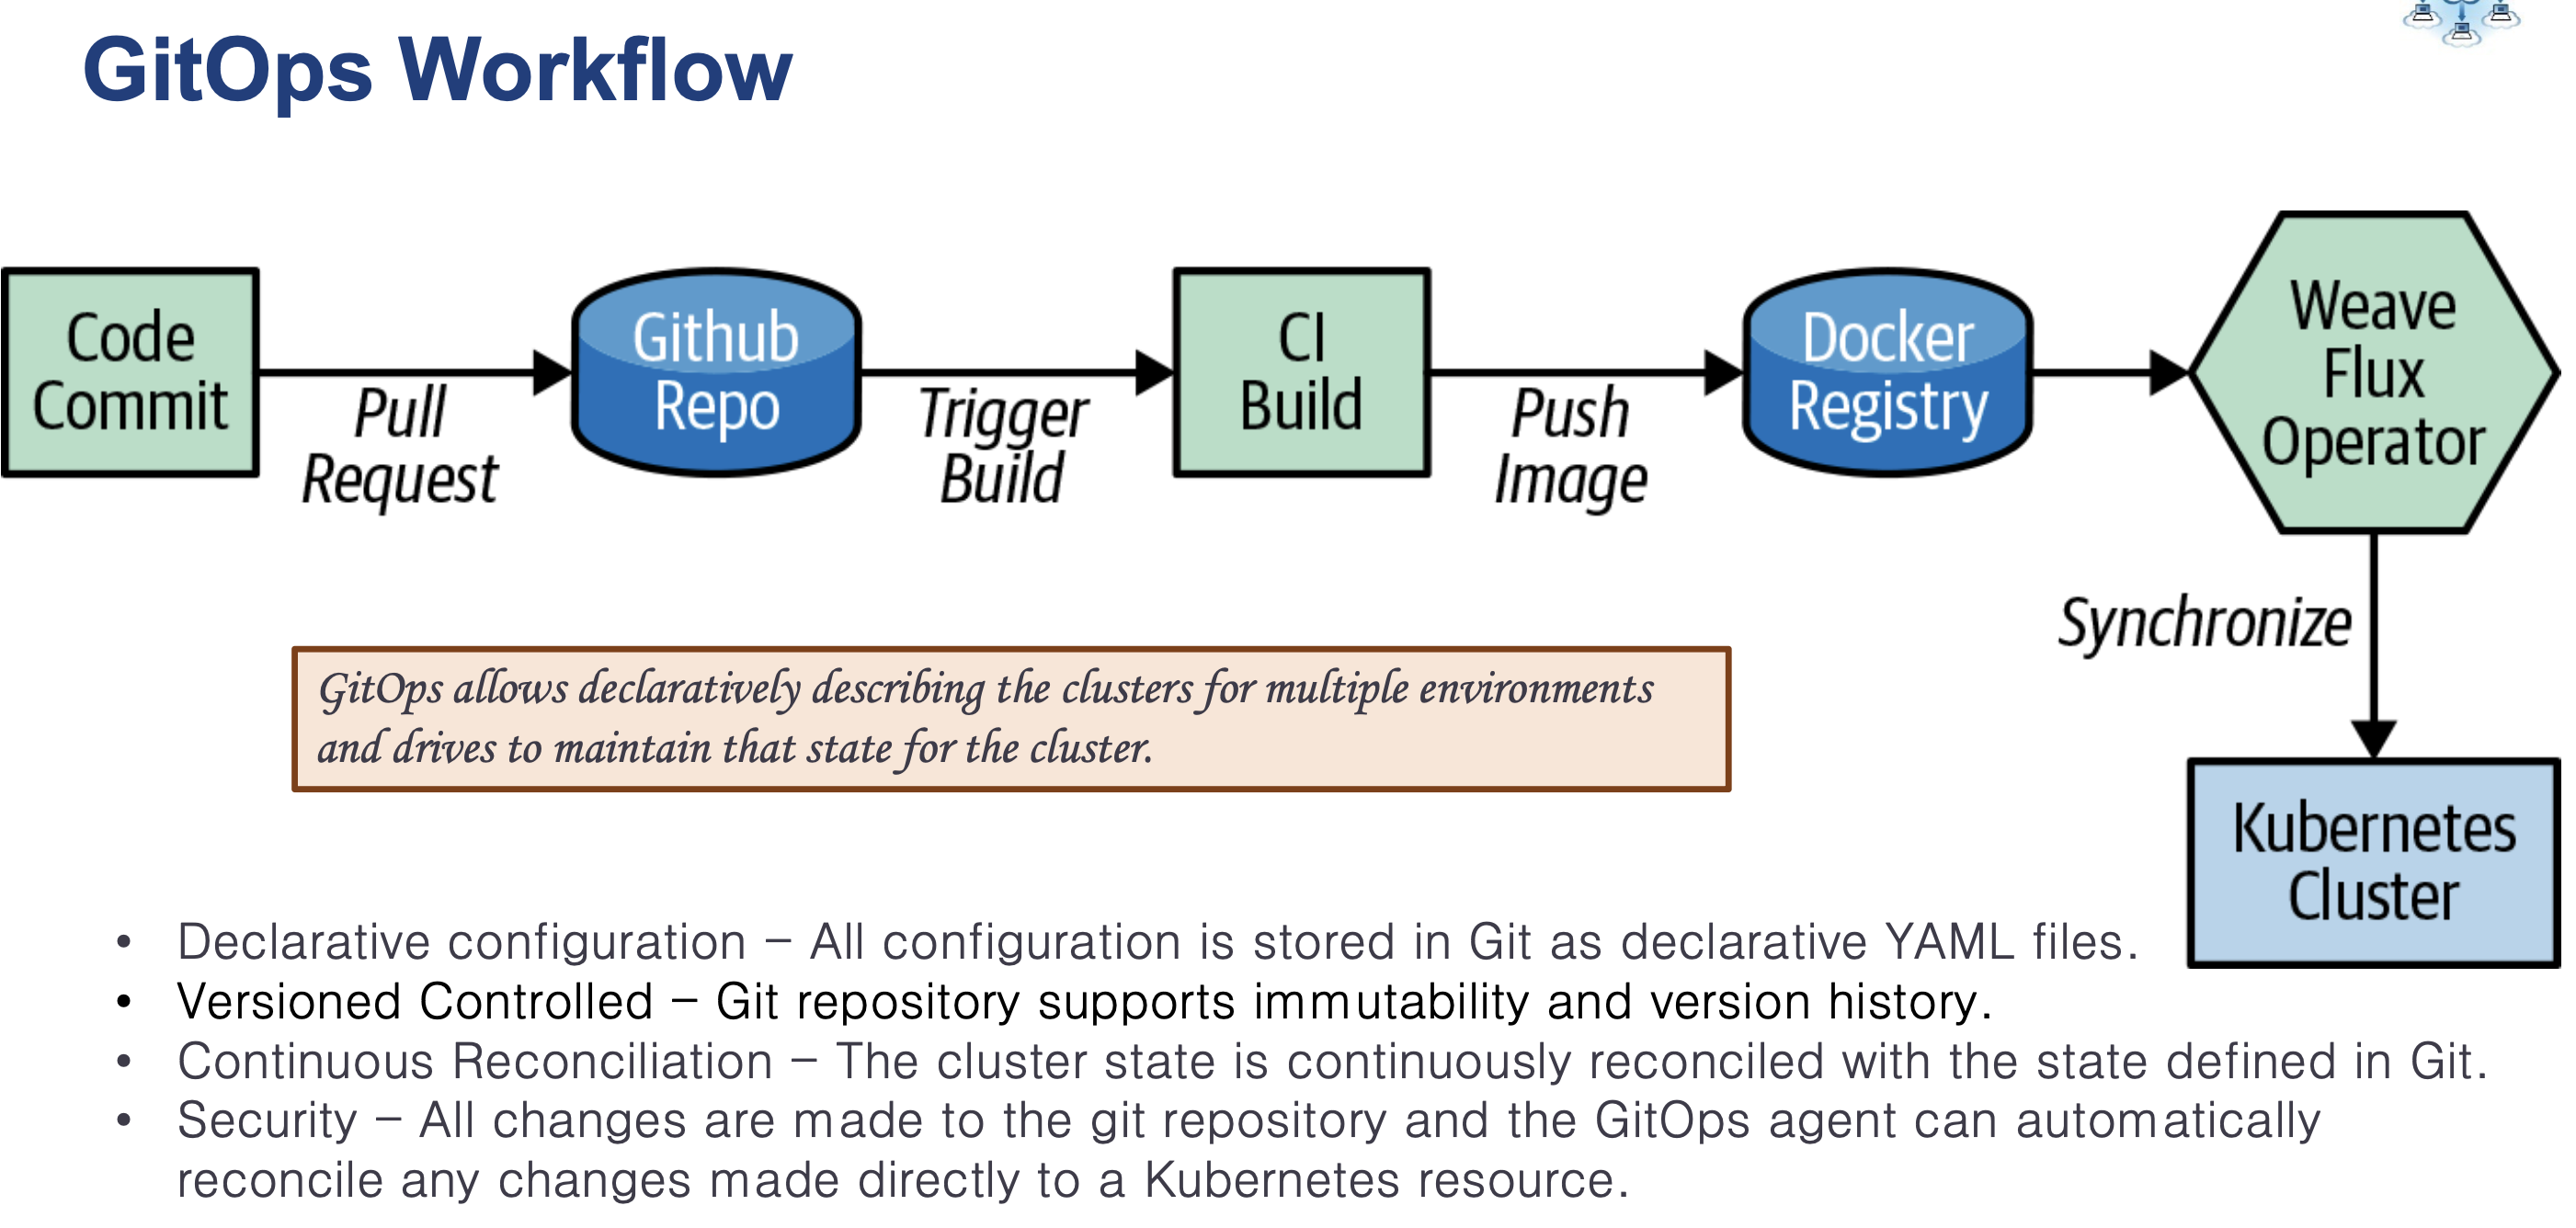 GitOps Workflow
Code
Commit
Pull
Request
Github
Repo
Trigger
Build
CI
Build
Push
Image
Docker
Registry
Weave
Flux
Operator
Synchronize
Kubernetes
Cluster
GitOps allows declaratively describing the clusters for multiple environments
and drives to maintain that state for the cluster.
• Declarative configuration – All configuration is stored in Git as declarative YAML files.
• Versioned Controlled – Git repository supports immutability and version history.
• Continuous Reconciliation – The cluster state is continuously reconciled with the state defined in Git.
• Security – All changes are made to the git repository and the GitOps agent can automatically
reconcile any changes made directly to a Kubernetes resource.